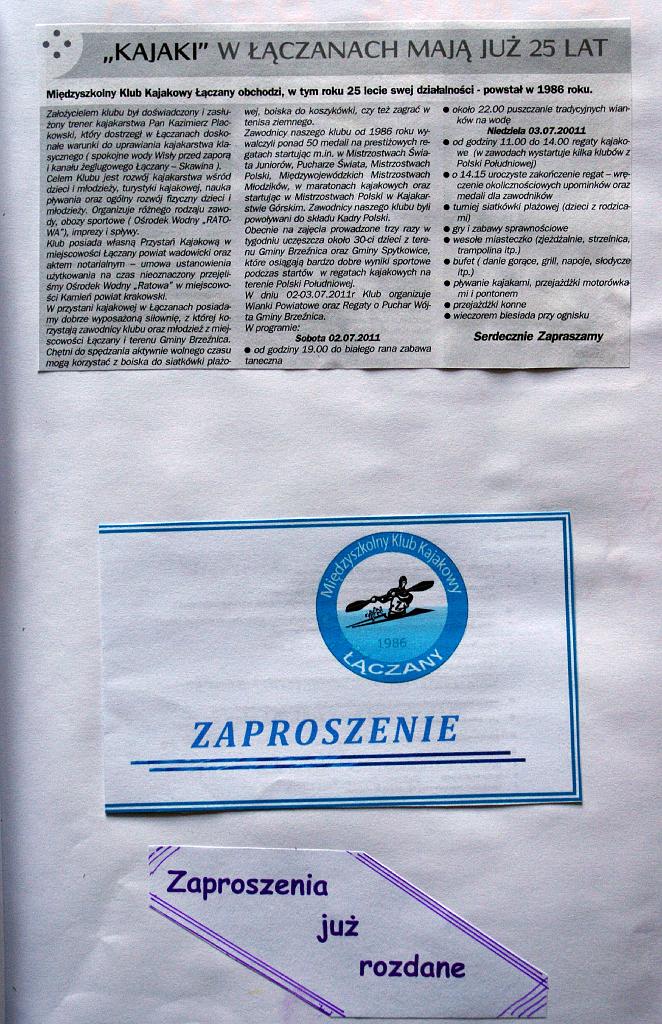 „KAJAKI” W ŁĄCZANACH MAJĄ JUŻ 25 LAT
Międzyszkolny Klub Kajakowy Łączany obchodzi, w tym roku 25 lecie swej działalności - powstał w 1986 roku.
Założycielem klubu był doświadczony i zasłu-
żony trener kajakarstwa Pan Kazimierz Plac-
kowski, który dostrzegł w Łączanach dosko-
nałe warunki do uprawiania kajakarstwa kla-
sycznego ( spokojne wody Wisły przed zaporą
i kanału żeglugowego Łączany – Skawina ).
Celem Klubu jest rozwój kajakarstwa wśród
dzieci i młodzieży, turystyki kajakowej, nauka
pływania oraz ogólny rozwój fizyczny dzieci i
młodzieży. Organizuje różnego rodzaju zawo-
dy, obozy sportowe ( Ośrodek Wodny „RATO-
WA”), imprezy i spływy.
Klub posiada własną Przystań Kajakową w
miejscowości Łączany powiat wadowicki oraz
aktem notarialnym – umowa ustanowienia
użytkowania na czas nieoznaczony przejęli-
śmy Ośrodek Wodny „Ratowa” w miejscowo-
ści Kamień powiat krakowski.
W przystani kajakowej w Łączanach posiada-
my dobrze wyposażoną siłownię, z której ko-
rzystają zawodnicy klubu oraz młodzież z miej-
scowości Łączany i terenu Gminy Brzeźnica.
Chętni do spędzania aktywnie wolnego czasu
mogą korzystać z boiska do siatkówki plażo-
wej, boiska do koszykówki, czy też zagrać w
tenisa ziemnego.
Zawodnicy naszego klubu od 1986 roku wy-
walczyli ponad 50 medali na prestiżowych re-
gatach startując m.in. w Mistrzostwach Świa-
ta Juniorów, Pucharze Świata, Mistrzostwach
Polski, Międzywojewódzkich Mistrzostwach
Młodzików, w maratonach kajakowych oraz
startując w Mistrzostwach Polski w Kajakar-
stwie Górskim. Zawodnicy naszego klubu byli
powoływani do składu Kadry Polski.
Obecnie na zajęcia prowadzone trzy razy w
tygodniu uczęszcza około 30-ci dzieci z tere-
nu Gminy Brzeźnica oraz Gminy Spytkowice,
które osiągają bardzo dobre wyniki sportowe
podczas startów w regatach kajakowych na
terenie Polski Południowej.
W dniu 02-03.07.2011r Klub organizuje
Wianki Powiatowe oraz Regaty o Puchar Wój-
ta Gminy Brzeźnica.
W programie:
Sobota 02.07.2011
● od godziny 19.00 do białego rana zabawa
taneczna
● około 22.00 puszczanie tradycyjnych wian-
ków na wodę
Niedziela 03.07.20011
● od godziny 11.00 do 14.00 regaty kajako-
we (w zawodach wystartuje kilka klubów z
Polski Południowej)
● o 14.15 uroczyste zakończenie regat – wrę-
czenie okolicznościowych upominków oraz
medali dla zawodników
● turniej siatkówki plażowej (dzieci z rodzica-
mi)
● gry i zabawy sprawnościowe
● wesołe miasteczko (zjeżdżalnie, strzelnica,
trampolina itp.)
● bufet ( danie gorące, grill, napoje, słodycze
itp.)
● pływanie kajakami, przejażdżki motorówka-
mi i pontonem
● przejażdżki konne
● wieczorem biesiada przy ognisku
Serdecznie Zapraszamy
Międzyszkolny Klub Kajakowy
1986
ŁĄCZANY
ZAPROSZENIE
Zaproszenia
już
rozdane